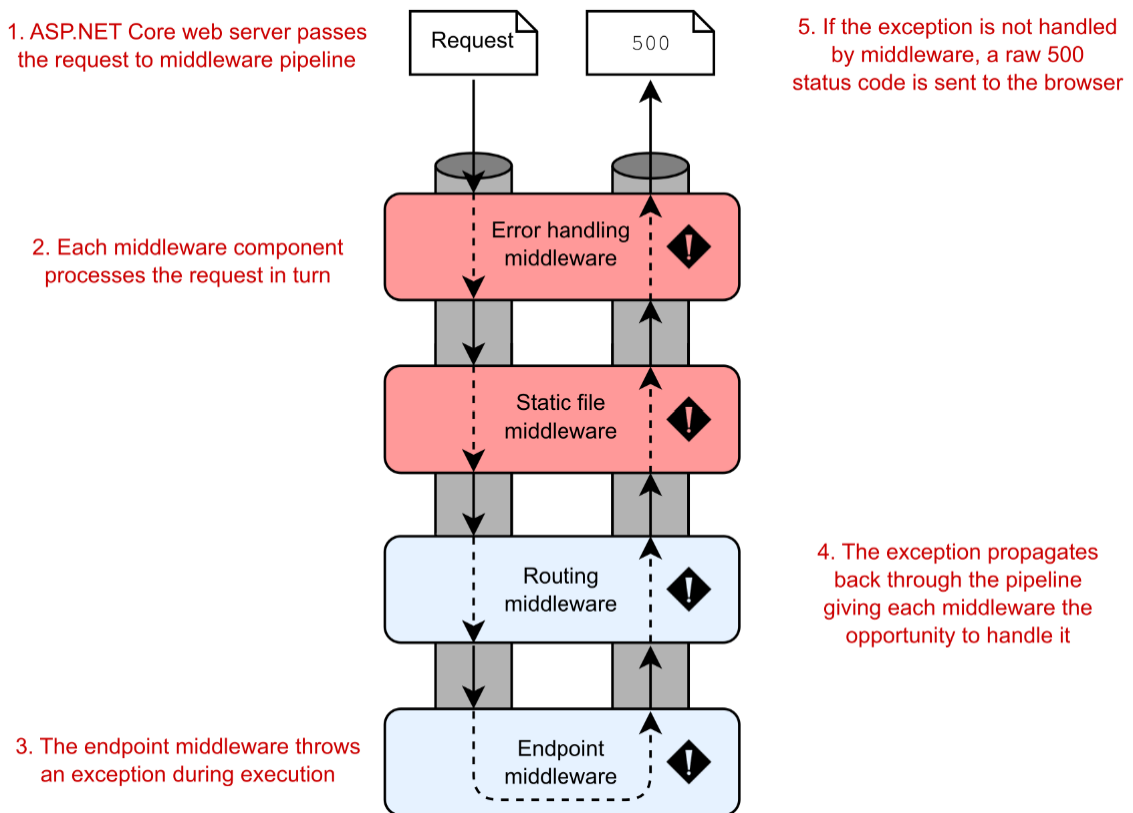 1. ASP.NET Core web server passes
the request to middleware pipeline
Request
500
5. If the exception is not handled
by middleware, a raw 500
status code is sent to the browser
2. Each middleware component
processes the request in turn
Error handling
middleware
!
Static file
middleware
!
Routing
middleware
!
4. The exception propagates
back through the pipeline
giving each middleware the
opportunity to handle it
3. The endpoint middleware throws
an exception during execution
Endpoint
middleware
!